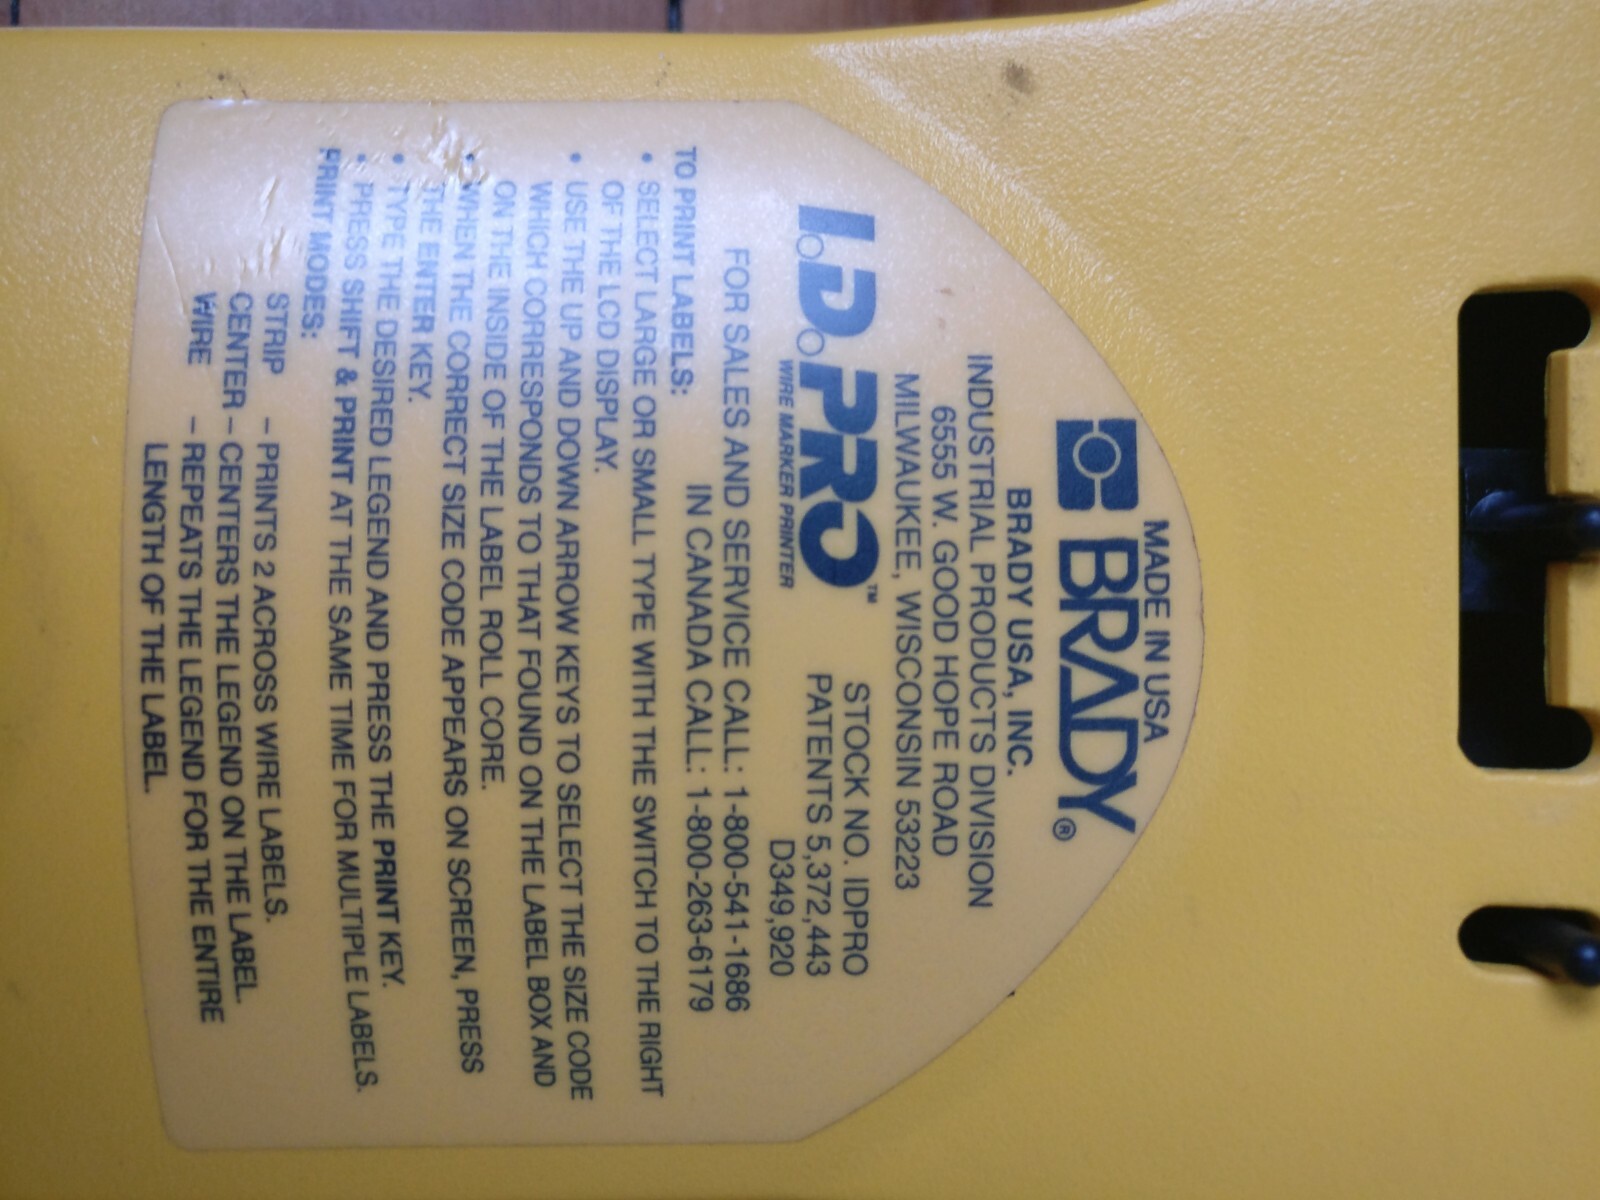 MADE IN USA
BRADY®
BRADY USA, INC.
INDUSTRIAL PRODUCTS DIVISION
6555 W. GOOD HOPE ROAD
MILWAUKEE, WISCONSIN 53223
I.D. PRO™
WIRE MARKER PRINTER
STOCK NO. IDPRO
PATENTS 5,372,443
D349,920
FOR SALES AND SERVICE CALL: 1-800-541-1686
IN CANADA CALL: 1-800-263-6179
TO PRINT LABELS:
• SELECT LARGE OR SMALL TYPE WITH THE SWITCH TO THE RIGHT
OF THE LCD DISPLAY.
• USE THE UP AND DOWN ARROW KEYS TO SELECT THE SIZE CODE
WHICH CORRESPONDS TO THAT FOUND ON THE LABEL BOX AND
ON THE INSIDE OF THE LABEL ROLL CORE.
• WHEN THE CORRECT SIZE CODE APPEARS ON SCREEN, PRESS
THE ENTER KEY.
• TYPE THE DESIRED LEGEND AND PRESS THE PRINT KEY.
• PRESS SHIFT & PRINT AT THE SAME TIME FOR MULTIPLE LABELS.
PRINT MODES:
STRIP – PRINTS 2 ACROSS WIRE LABELS.
CENTER – CENTERS THE LEGEND ON THE LABEL.
WIRE – REPEATS THE LEGEND FOR THE ENTIRE
LENGTH OF THE LABEL.